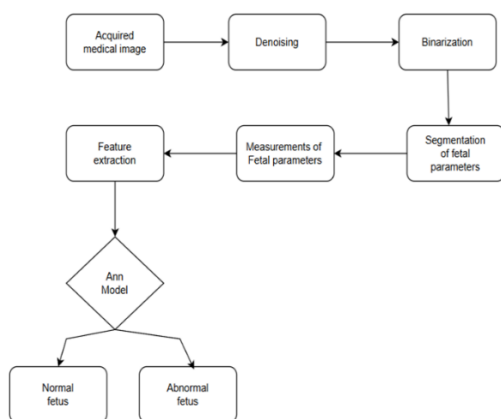 Acquired
medical image
Denoising
Binarization
Segmentation
of fetal
parameters
Measurements of
Fetal parameters
Feature
extraction
Ann
Model
Normal
fetus
Abnormal
fetus